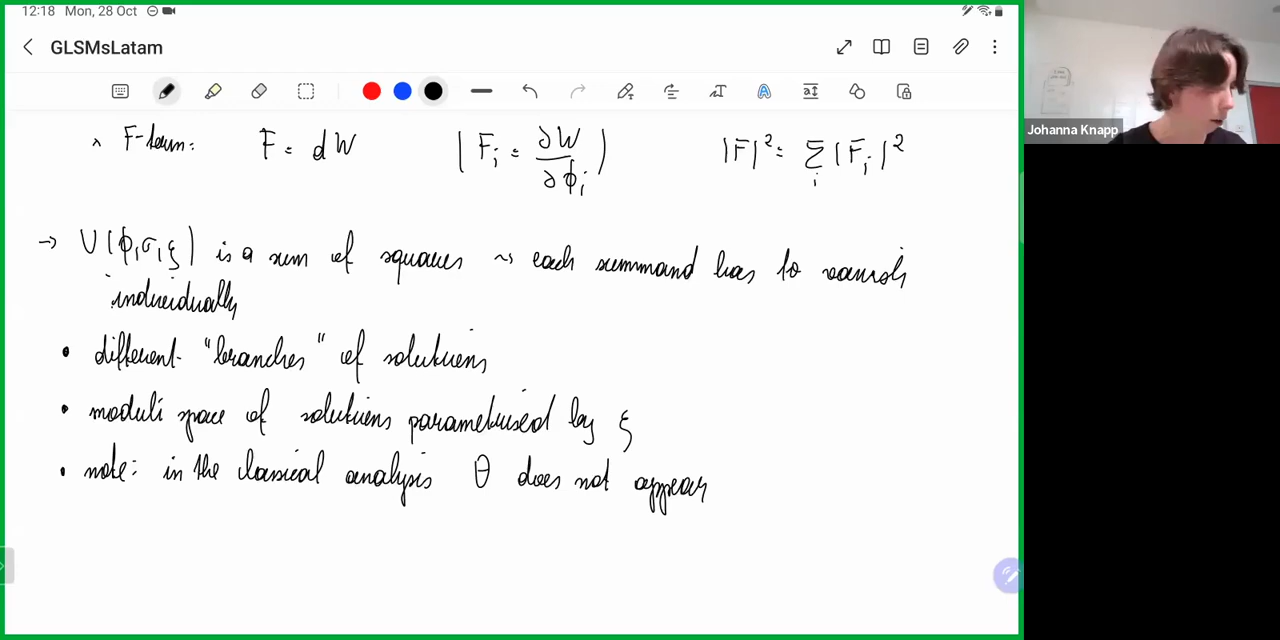 12:18 Mon, 28 Oct
GLSMsLatam
Johanna Knapp
× F-term: F = dW (F_i = ∂W/∂ϕ_i) |F|² = Σ_i |F_i|²
→ U(ϕ, σ, ξ) is a sum of squares ⇝ each summand has to vanish
individually
• different "branches" of solutions
• moduli space of solutions parametrised by ξ
• note: in the classical analysis θ does not appear